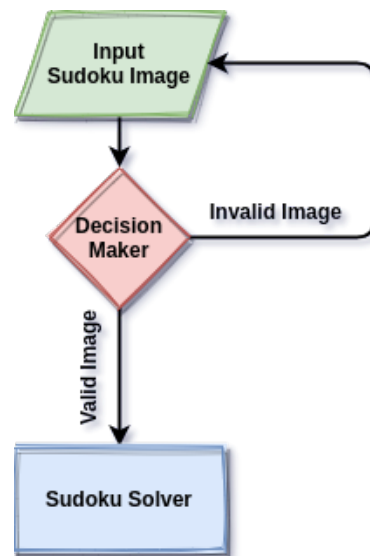 Input
Sudoku Image
Decision
Maker
Invalid Image
Valid Image
Sudoku Solver